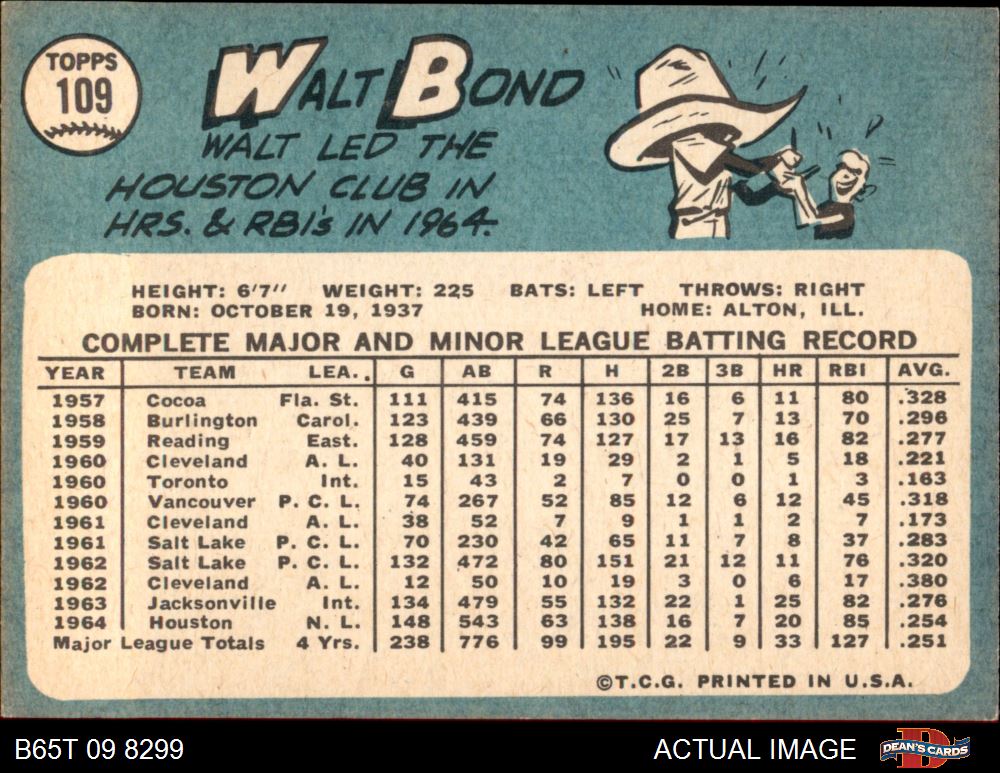 TOPPS
109
WALT BOND
WALT LED THE
HOUSTON CLUB IN
HRS. & RBI's IN 1964.
HEIGHT: 6'7" WEIGHT: 225 BATS: LEFT THROWS: RIGHT
BORN: OCTOBER 19, 1937 HOME: ALTON, ILL.
COMPLETE MAJOR AND MINOR LEAGUE BATTING RECORD
YEAR TEAM LEA. G AB R H 2B 3B HR RBI AVG.
1957 Cocoa Fla. St. 111 415 74 136 16 6 11 80 .328
1958 Burlington Carol. 123 439 66 130 25 7 13 70 .296
1959 Reading East. 128 459 74 127 17 13 16 82 .277
1960 Cleveland A. L. 40 131 19 29 2 1 5 18 .221
1960 Toronto Int. 15 43 2 7 0 0 1 3 .163
1960 Vancouver P. C. L. 74 267 52 85 12 6 12 45 .318
1961 Cleveland A. L. 38 52 7 9 1 1 2 7 .173
1961 Salt Lake P. C. L. 70 230 42 65 11 7 8 37 .283
1962 Salt Lake P. C. L. 132 472 80 151 21 12 11 76 .320
1962 Cleveland A. L. 12 50 10 19 3 0 6 17 .380
1963 Jacksonville Int. 134 479 55 132 22 1 25 82 .276
1964 Houston N. L. 148 543 63 138 16 7 20 85 .254
Major League Totals 4 Yrs. 238 776 99 195 22 9 33 127 .251
©T.C.G. PRINTED IN U.S.A.
B65T 09 8299 ACTUAL IMAGE DEAN'S CARDS